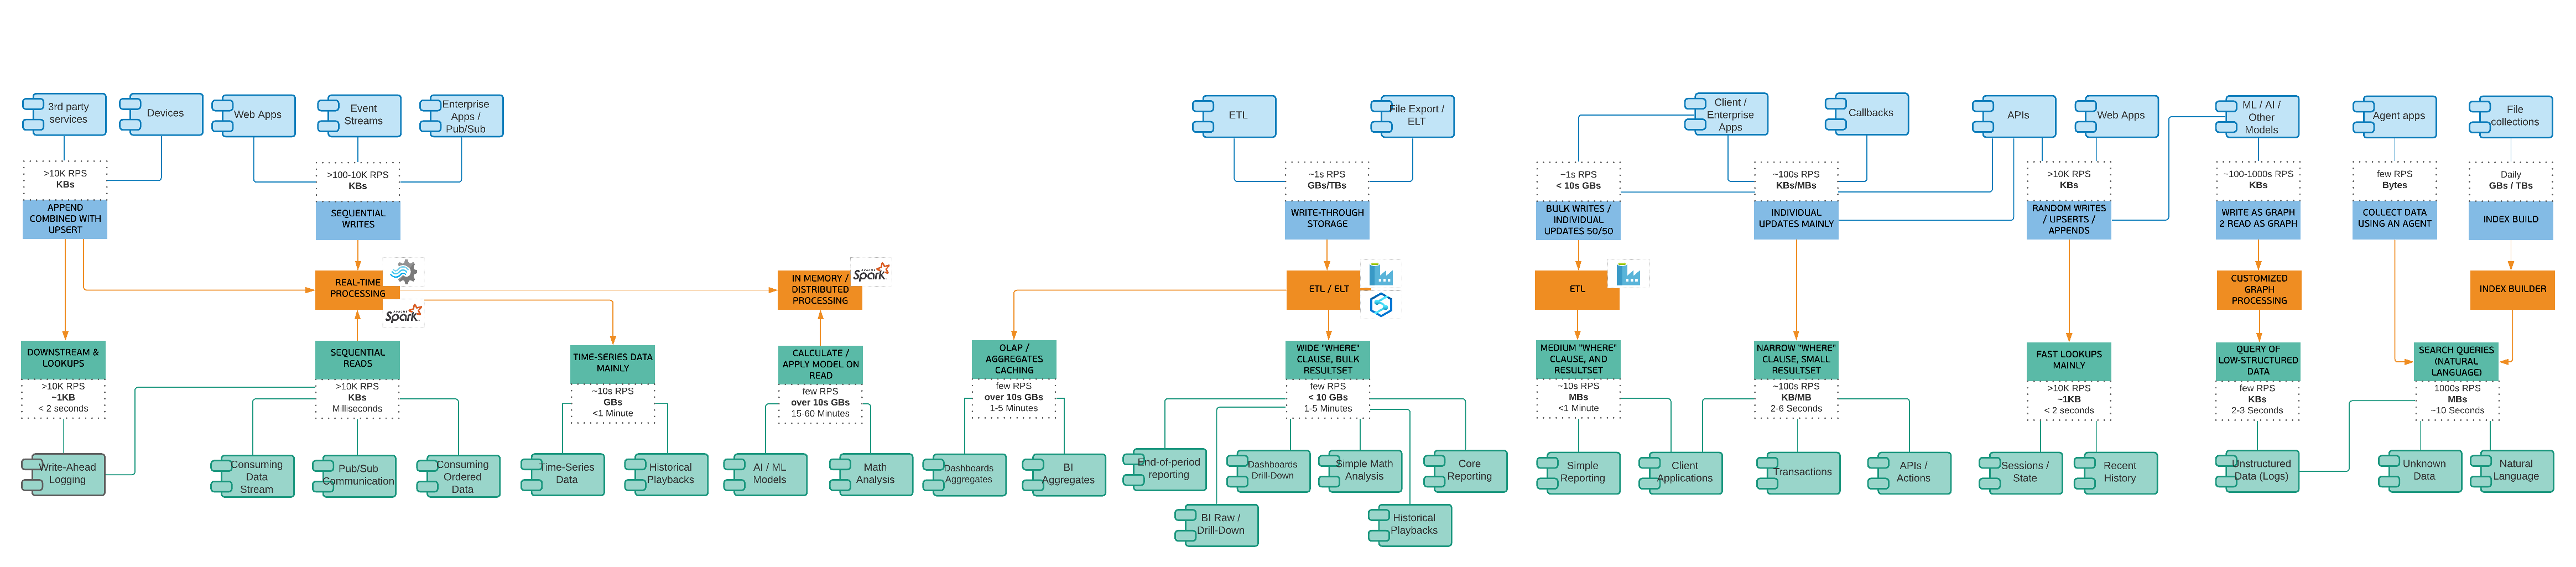 3rd party
services
Devices
Web Apps
Event
Streams
Enterprise
Apps /
Pub/Sub
ETL
File Export /
ELT
Client /
Enterprise
Apps
Callbacks
APIs
Web Apps
ML / AI /
Other
Models
Agent apps
File
collections
>10K RPS
KBs
>100-10K RPS
KBs
~1s RPS
GBs/TBs
~1s RPS
< 10s GBs
~100s RPS
KBs/MBs
>10K RPS
KBs
~100-1000s RPS
KBs
few RPS
Bytes
Daily
GBs / TBs
APPEND
COMBINED WITH
UPSERT
SEQUENTIAL
WRITES
WRITE-THROUGH
STORAGE
BULK WRITES /
INDIVIDUAL
UPDATES 50/50
INDIVIDUAL
UPDATES MAINLY
RANDOM WRITES
/ UPSERTS /
APPENDS
WRITE AS GRAPH
2 READ AS GRAPH
COLLECT DATA
USING AN AGENT
INDEX BUILD
REAL-TIME
PROCESSING
APACHE
Spark
IN MEMORY /
DISTRIBUTED
PROCESSING
APACHE
Spark
ETL / ELT
ETL
CUSTOMIZED
GRAPH
PROCESSING
INDEX BUILDER
DOWNSTREAM &
LOOKUPS
SEQUENTIAL
READS
TIME-SERIES DATA
MAINLY
CALCULATE /
APPLY MODEL ON
READ
OLAP /
AGGREGATES
CACHING
WIDE "WHERE"
CLAUSE, BULK
RESULTSET
MEDIUM "WHERE"
CLAUSE, AND
RESULTSET
NARROW "WHERE"
CLAUSE, SMALL
RESULTSET
FAST LOOKUPS
MAINLY
QUERY OF
LOW-STRUCTURED
DATA
SEARCH QUERIES
(NATURAL
LANGUAGE)
>10K RPS
~1KB
< 2 seconds
>10K RPS
KBs
Milliseconds
~10s RPS
GBs
<1 Minute
few RPS
over 10s GBs
15-60 Minutes
few RPS
over 10s GBs
1-5 Minutes
few RPS
< 10 GBs
1-5 Minutes
~10s RPS
MBs
<1 Minute
~100s RPS
KB/MB
2-6 Seconds
>10K RPS
~1KB
< 2 seconds
few RPS
KBs
2-3 Seconds
1000s RPS
MBs
~10 Seconds
Write-Ahead
Logging
Consuming
Data
Stream
Pub/Sub
Communication
Consuming
Ordered
Data
Time-Series
Data
Historical
Playbacks
AI / ML
Models
Math
Analysis
Dashboards
Aggregates
BI
Aggregates
End-of-period
reporting
Dashboards
Drill-Down
Simple Math
Analysis
Core
Reporting
Simple
Reporting
Client
Applications
Transactions
APIs /
Actions
Sessions /
State
Recent
History
Unstructured
Data (Logs)
Unknown
Data
Natural
Language
BI Raw /
Drill-Down
Historical
Playbacks